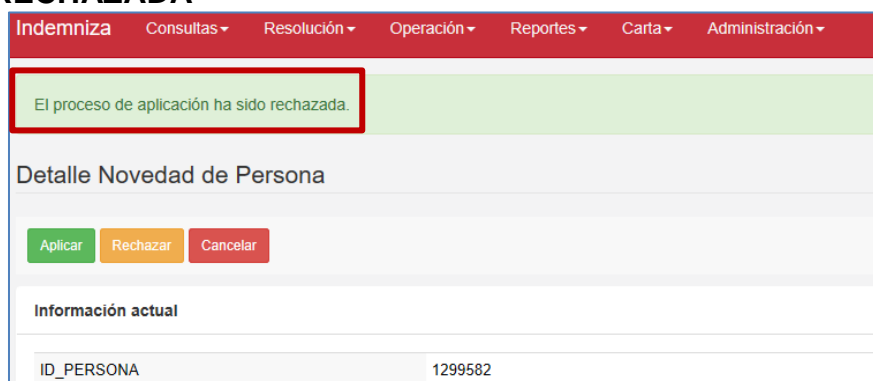 RECHAZADA
Indemniza Consultas Resolución Operación Reportes Carta Administración
El proceso de aplicación ha sido rechazada.
Detalle Novedad de Persona
Aplicar Rechazar Cancelar
Información actual
ID_PERSONA 1299582